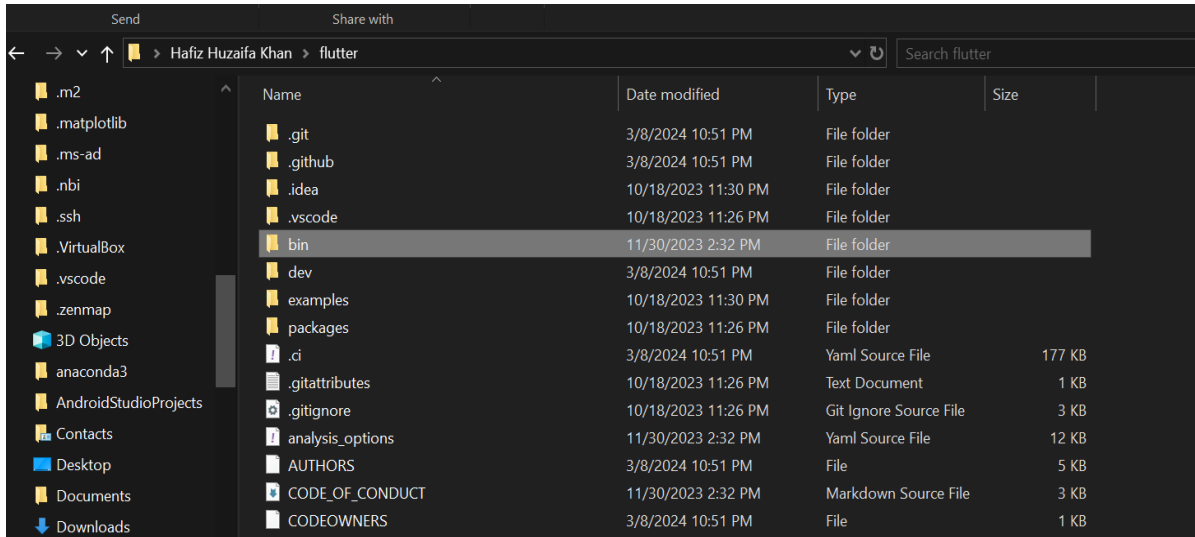 Send Share with
Hafiz Huzaifa Khan flutter Search flutter
.m2
.matplotlib
.ms-ad
.nbi
.ssh
.VirtualBox
.vscode
.zenmap
3D Objects
anaconda3
AndroidStudioProjects
Contacts
Desktop
Documents
Downloads
Name Date modified Type Size
.git 3/8/2024 10:51 PM File folder
.github 3/8/2024 10:51 PM File folder
.idea 10/18/2023 11:30 PM File folder
.vscode 10/18/2023 11:26 PM File folder
bin 11/30/2023 2:32 PM File folder
dev 3/8/2024 10:51 PM File folder
examples 10/18/2023 11:30 PM File folder
packages 10/18/2023 11:26 PM File folder
.ci 3/8/2024 10:51 PM Yaml Source File 177 KB
.gitattributes 10/18/2023 11:26 PM Text Document 1 KB
.gitignore 10/18/2023 11:26 PM Git Ignore Source File 3 KB
analysis_options 11/30/2023 2:32 PM Yaml Source File 12 KB
AUTHORS 3/8/2024 10:51 PM File 5 KB
CODE_OF_CONDUCT 11/30/2023 2:32 PM Markdown Source File 3 KB
CODEOWNERS 3/8/2024 10:51 PM File 1 KB